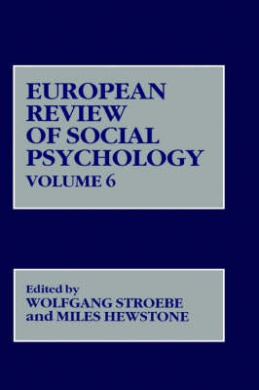 EUROPEAN
REVIEW
OF SOCIAL
PSYCHOLOGY
VOLUME 6
Edited by
WOLFGANG STROEBE
and MILES HEWSTONE